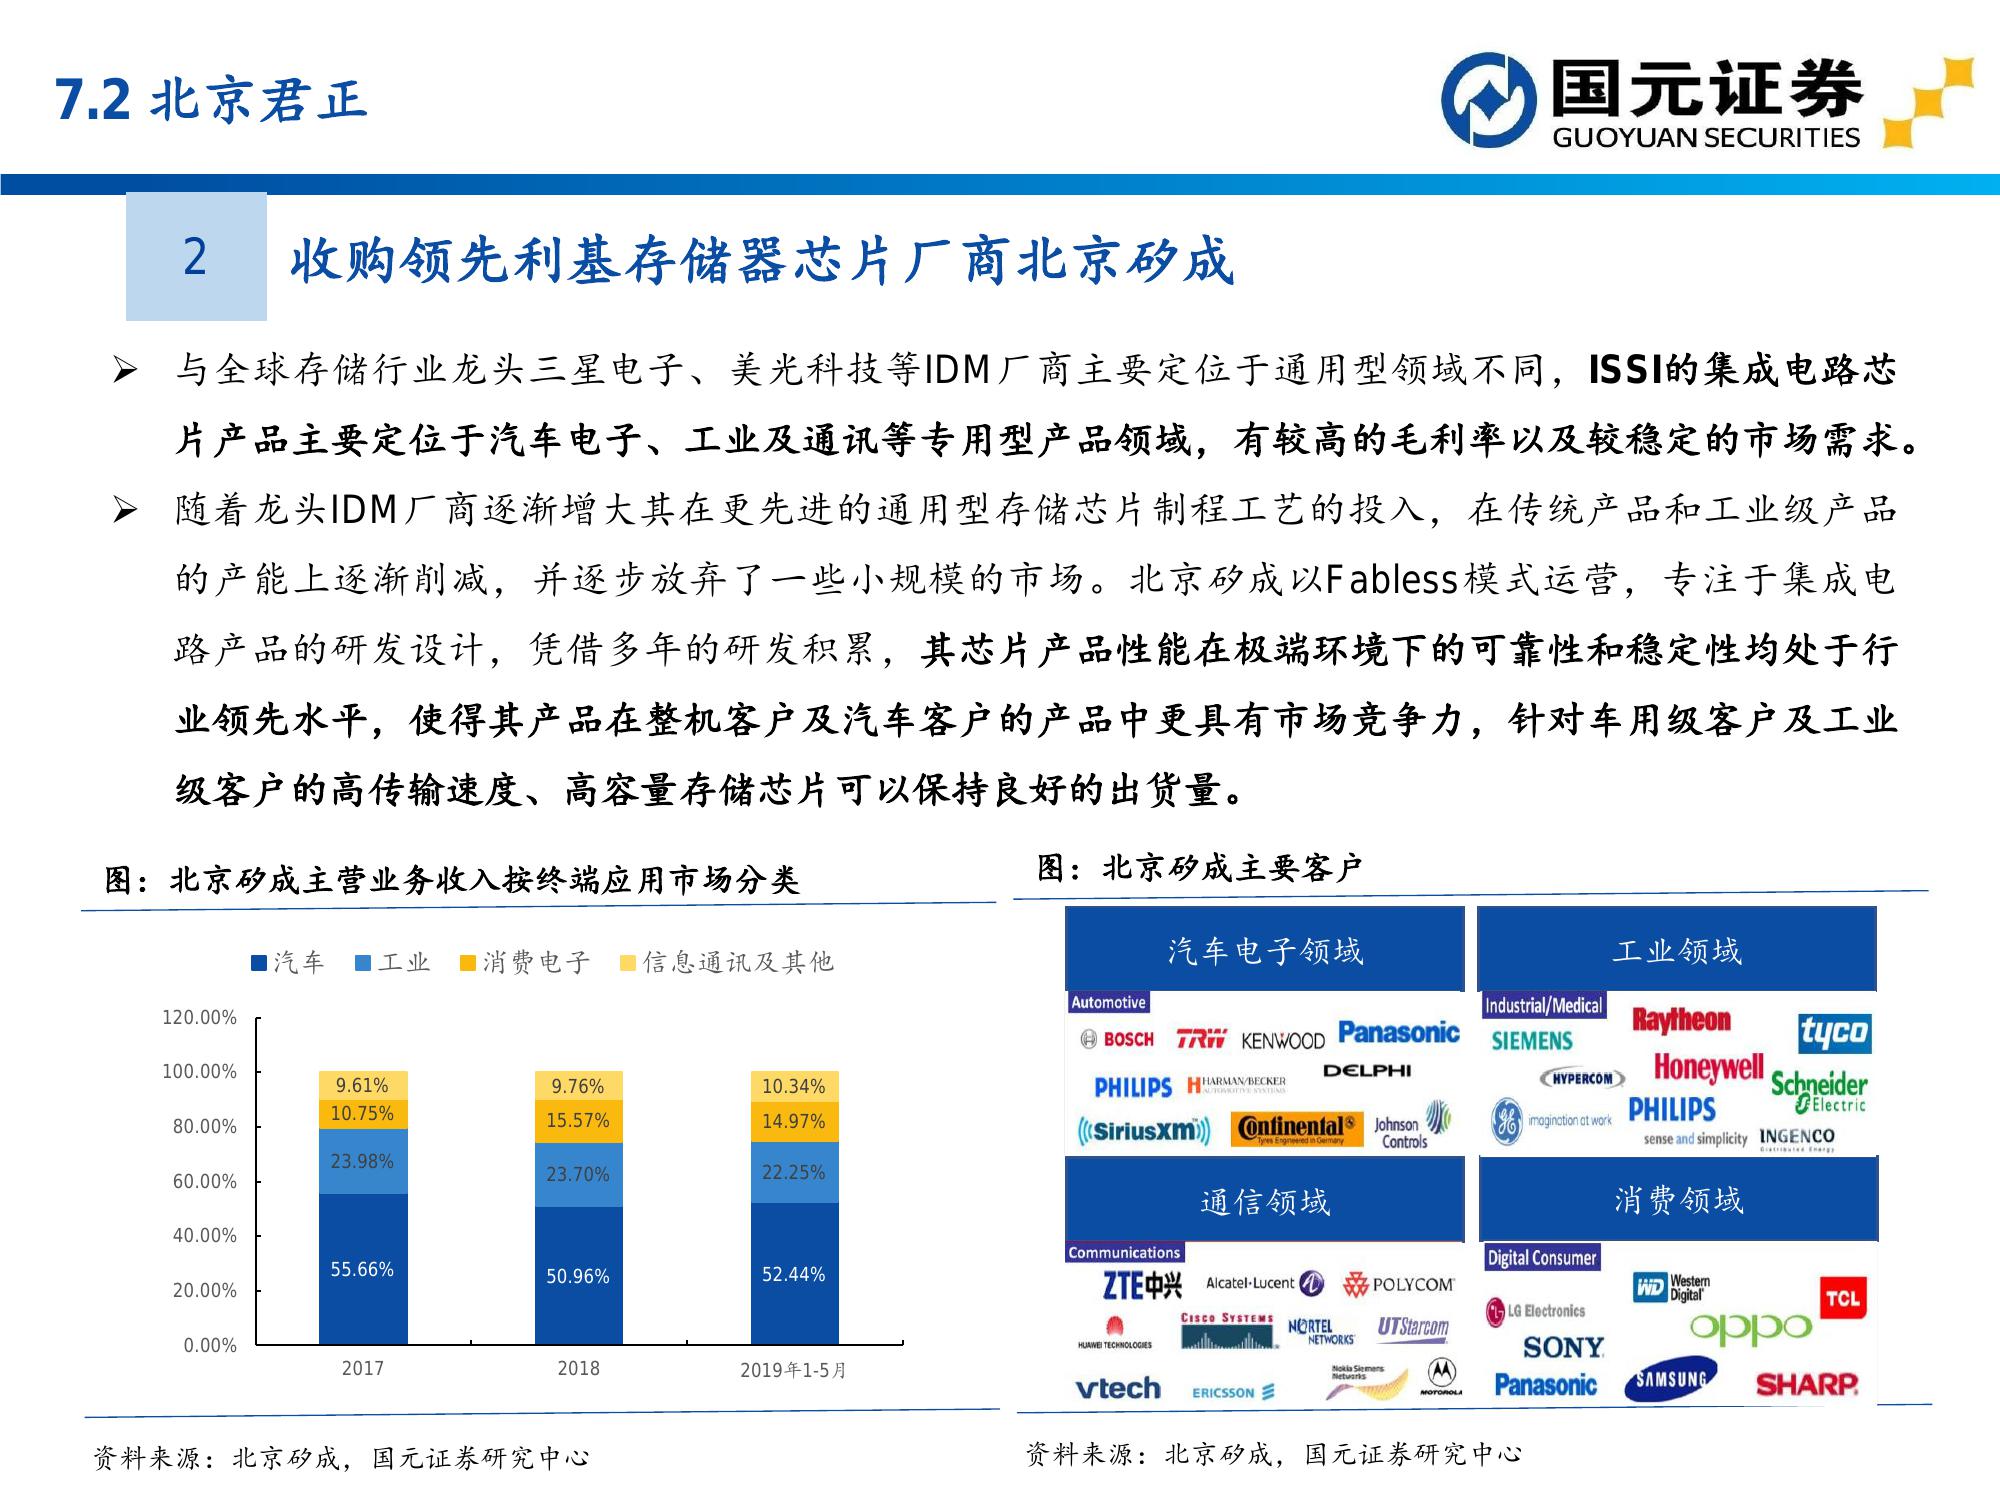 7.2 北京君正
国元证券
GUOYUAN SECURITIES
2
收购领先利基存储器芯片厂商北京矽成
➢ 与全球存储行业龙头三星电子、美光科技等IDM厂商主要定位于通用型领域不同，ISSI的集成电路芯
片产品主要定位于汽车电子、工业及通讯等专用型产品领域，有较高的毛利率以及较稳定的市场需求。
➢ 随着龙头IDM厂商逐渐增大其在更先进的通用型存储芯片制程工艺的投入，在传统产品和工业级产品
的产能上逐渐削减，并逐步放弃了一些小规模的市场。北京矽成以Fabless模式运营，专注于集成电
路产品的研发设计，凭借多年的研发积累，其芯片产品性能在极端环境下的可靠性和稳定性均处于行
业领先水平，使得其产品在整机客户及汽车客户的产品中更具有市场竞争力，针对车用级客户及工业
级客户的高传输速度、高容量存储芯片可以保持良好的出货量。
图：北京矽成主营业务收入按终端应用市场分类
汽车 工业 消费电子 信息通讯及其他
120.00%
100.00%
80.00%
60.00%
40.00%
20.00%
0.00%
9.61%
10.75%
23.98%
55.66%
9.76%
15.57%
23.70%
50.96%
10.34%
14.97%
22.25%
52.44%
2017 2018 2019年1-5月
资料来源：北京矽成，国元证券研究中心
图：北京矽成主要客户
汽车电子领域
Automotive
BOSCH TRW KENWOOD Panasonic
DELPHI
PHILIPS HARMAN/BECKER
AUTOMOTIVE SYSTEMS
SiriusXM Continental
Tyres Engineered in Germany
Johnson
Controls
工业领域
Industrial/Medical
Raytheon
SIEMENS
tyco
HYPERCOM
Honeywell
Schneider
Electric
GE imagination at work
PHILIPS
sense and simplicity
INGENCO
Distributed Energy
通信领域
Communications
ZTE中兴 Alcatel·Lucent POLYCOM
HUAWEI TECHNOLOGIES
CISCO SYSTEMS
NORTEL
NETWORKS
UTStarcom
vtech ERICSSON
Nokia Siemens
Networks
MOTOROLA
消费领域
Digital Consumer
WD Western
Digital
TCL
LG Electronics
oppo
SONY
Panasonic SAMSUNG SHARP
资料来源：北京矽成，国元证券研究中心